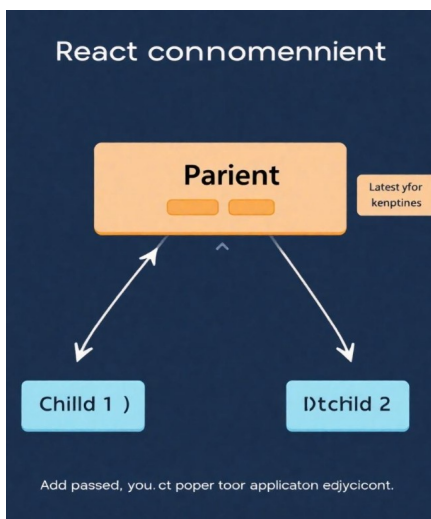 React connomennient
Parient
Latest yfor
kenptines
Chilld 1 )
Dtchild 2
Add passed, you. ct poper toor applicaton edjycicont.